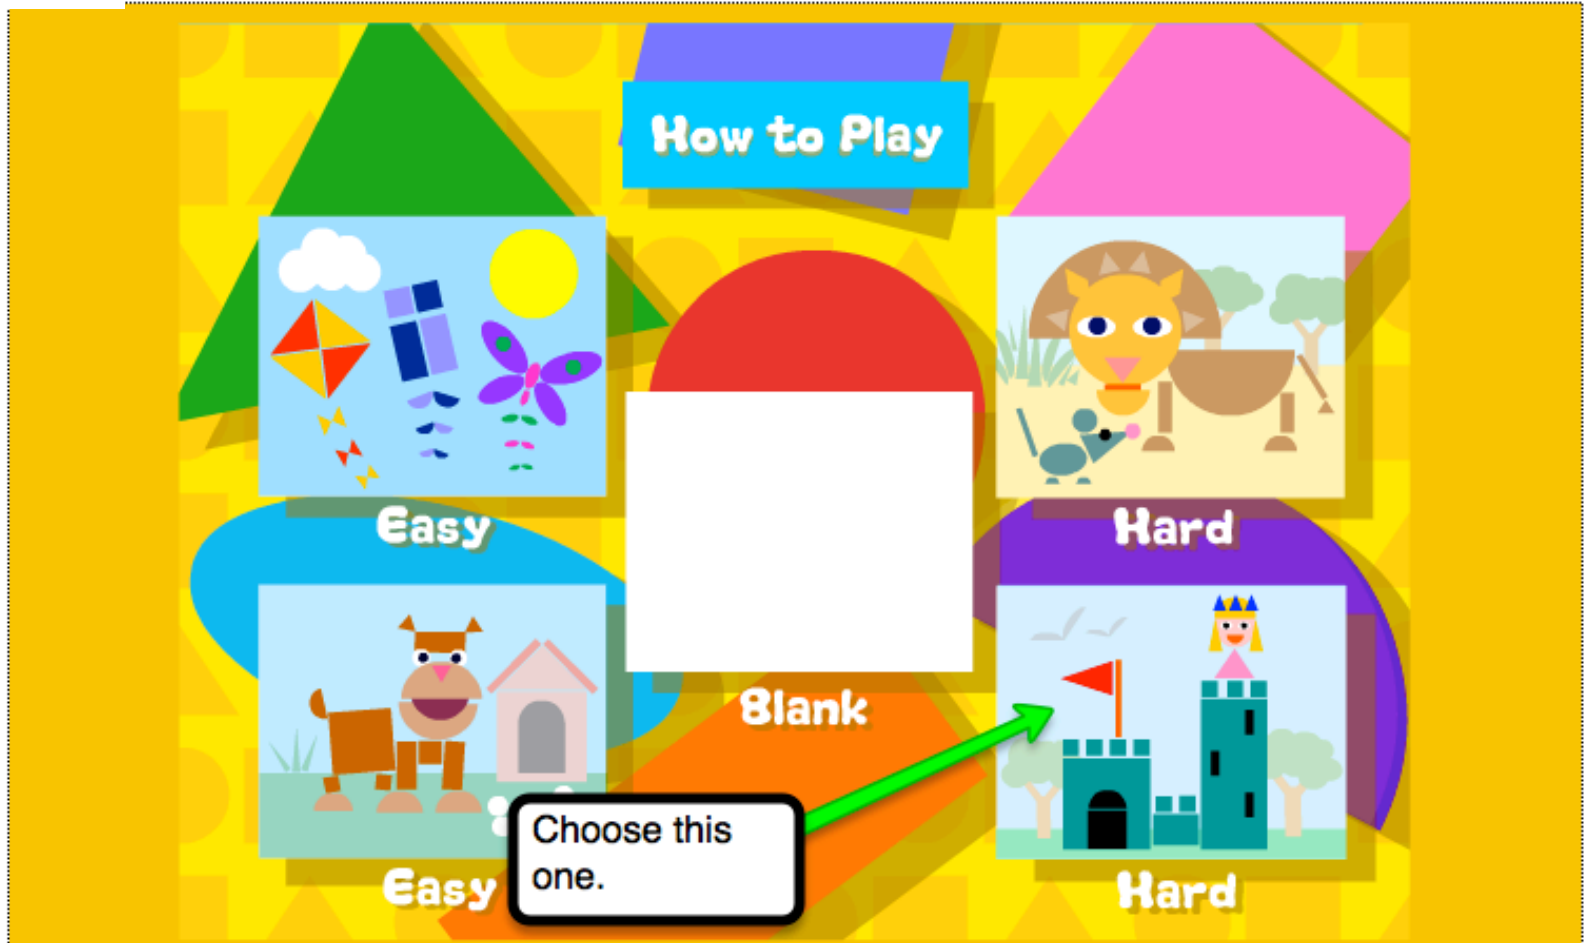 How to Play
Easy
Hard
Blank
Easy
Choose this
one.
Hard